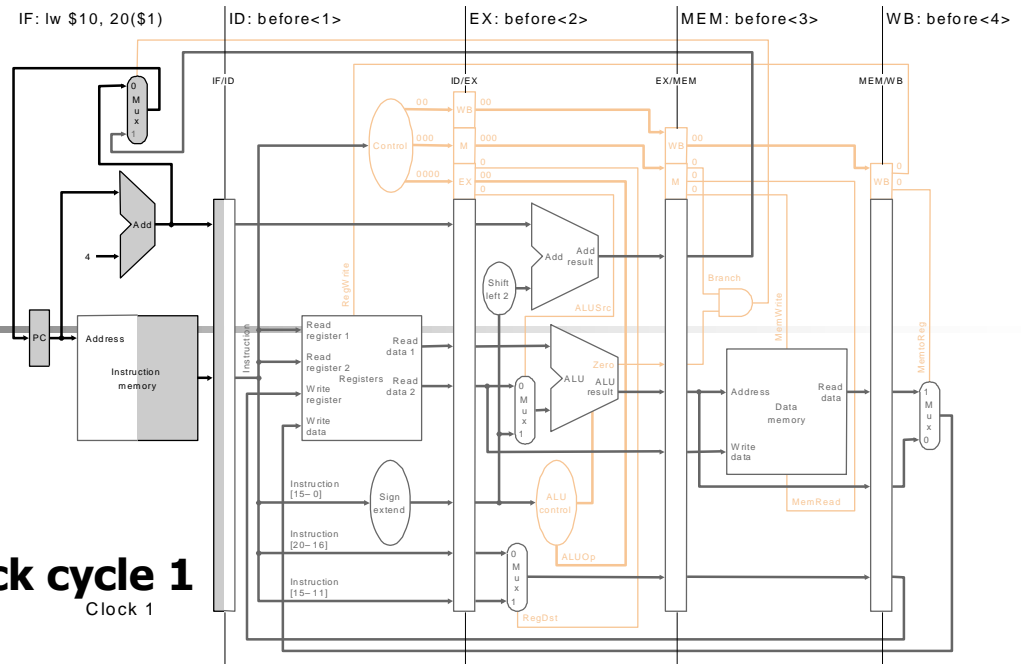 IF: lw $10, 20($1)
ID: before<1>
EX: before<2>
MEM: before<3>
WB: before<4>
IF/ID
ID/EX
EX/MEM
MEM/WB
0
M
u
x
1
Add
4
PC
Address
Instruction
memory
Instruction
RegWrite
Control
00
000
0000
WB
M
EX
00
000
0
0
WB
M
00
0
0
0
WB
0
0
Read
register 1
Read
register 2
Write
register
Write
data
Registers
Read
data 1
Read
data 2
Instruction
[15–0]
Sign
extend
Instruction
[20–16]
Instruction
[15–11]
Shift
left 2
Add
Add
result
ALUSrc
0
M
u
x
1
ALU
Zero
ALU
result
ALU
control
ALUOp
0
M
u
x
1
RegDst
Branch
MemWrite
Address
Read
data
Data
memory
Write
data
MemRead
MemtoReg
1
M
u
x
0
ck cycle 1
Clock 1